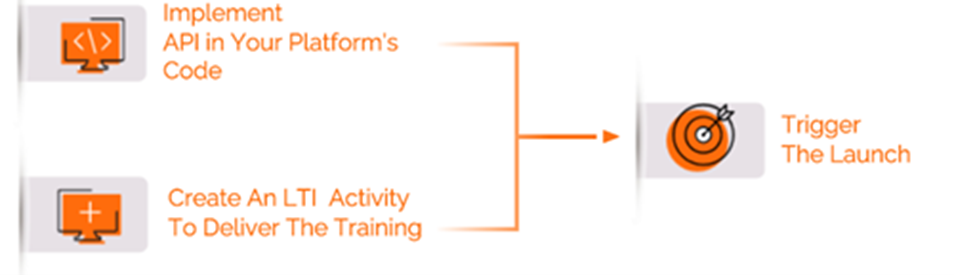 Implement
API in Your Platform's
Code
Create An LTI Activity
To Deliver The Training
Trigger
The Launch